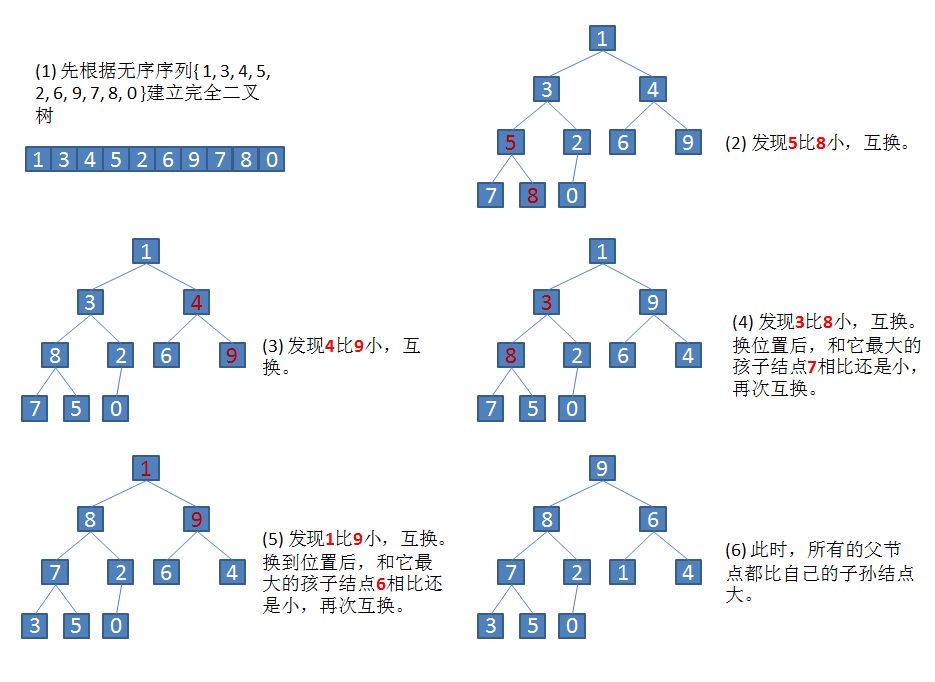 (1) 先根据无序序列{ 1, 3, 4, 5,
2, 6, 9, 7, 8, 0 }建立完全二叉
树
1 3 4 5 2 6 9 7 8 0
1
3 4
5 2 6 9
7 8 0
(2) 发现5比8小，互换。
1
3 4
8 2 6 9
7 5 0
(3) 发现4比9小，互
换。
1
3 9
8 2 6 4
7 5 0
(4) 发现3比8小，互换。
换位置后，和它最大的
孩子结点7相比还是小，
再次互换。
1
8 9
7 2 6 4
3 5 0
(5) 发现1比9小，互换。
换到位置后，和它最
大的孩子结点6相比还
是小，再次互换。
9
8 6
7 2 1 4
3 5 0
(6) 此时，所有的父节
点都比自己的子孙结点
大。